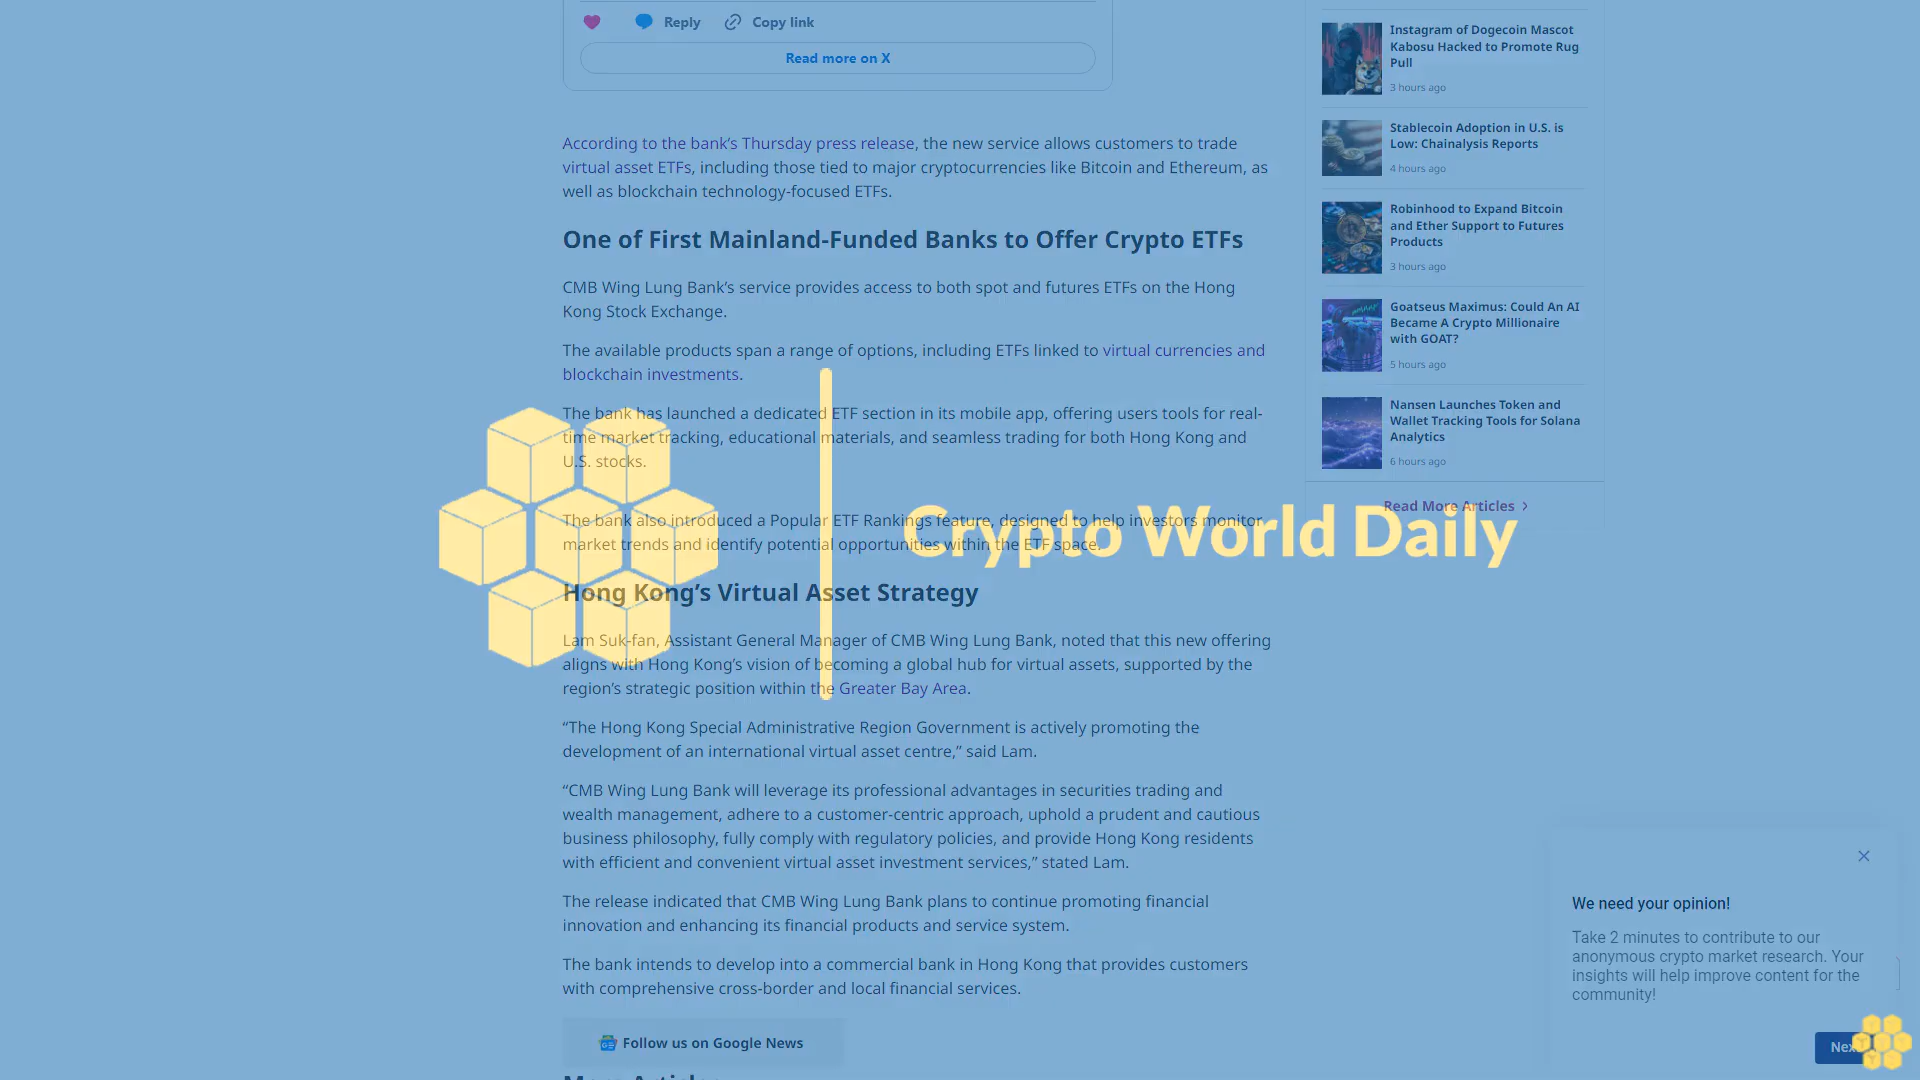 Reply
Copy link
Read more on X
According to the bank’s Thursday press release, the new service allows customers to trade
virtual asset ETFs, including those tied to major cryptocurrencies like Bitcoin and Ethereum, as
well as blockchain technology-focused ETFs.
One of First Mainland-Funded Banks to Offer Crypto ETFs
CMB Wing Lung Bank’s service provides access to both spot and futures ETFs on the Hong
Kong Stock Exchange.
The available products span a range of options, including ETFs linked to virtual currencies and
blockchain investments.
The bank has launched a dedicated ETF section in its mobile app, offering users tools for real-
time market tracking, educational materials, and seamless trading for both Hong Kong and
U.S. stocks.
The bank also introduced a Popular ETF Rankings feature, designed to help investors monitor
market trends and identify potential opportunities within the ETF space.
Hong Kong’s Virtual Asset Strategy
Lam Suk-fan, Assistant General Manager of CMB Wing Lung Bank, noted that this new offering
aligns with Hong Kong’s vision of becoming a global hub for virtual assets, supported by the
region’s strategic position within the Greater Bay Area.
“The Hong Kong Special Administrative Region Government is actively promoting the
development of an international virtual asset centre,” said Lam.
“CMB Wing Lung Bank will leverage its professional advantages in securities trading and
wealth management, adhere to a customer-centric approach, uphold a prudent and cautious
business philosophy, fully comply with regulatory policies, and provide Hong Kong residents
with efficient and convenient virtual asset investment services,” stated Lam.
The release indicated that CMB Wing Lung Bank plans to continue promoting financial
innovation and enhancing its financial products and service system.
The bank intends to develop into a commercial bank in Hong Kong that provides customers
with comprehensive cross-border and local financial services.
Follow us on Google News
Crypto World Daily
Instagram of Dogecoin Mascot
Kabosu Hacked to Promote Rug
Pull
3 hours ago
Stablecoin Adoption in U.S. is
Low: Chainalysis Reports
4 hours ago
Robinhood to Expand Bitcoin
and Ether Support to Futures
Products
3 hours ago
Goatseus Maximus: Could An AI
Became A Crypto Millionaire
with GOAT?
5 hours ago
Nansen Launches Token and
Wallet Tracking Tools for Solana
Analytics
6 hours ago
Read More Articles
We need your opinion!
Take 2 minutes to contribute to our
anonymous crypto market research. Your
insights will help improve content for the
community!